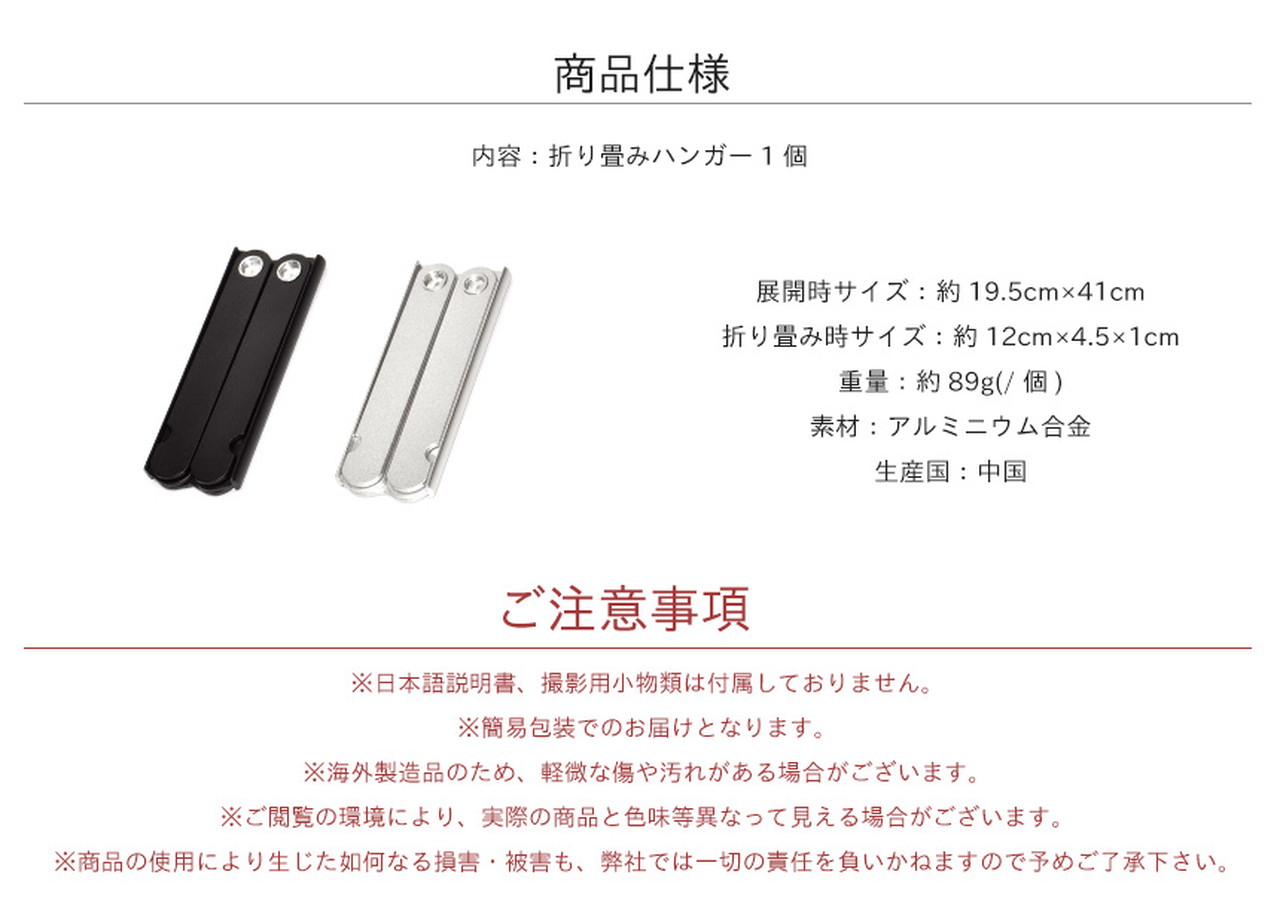 商品仕様
内容：折り畳みハンガー 1 個
展開時サイズ：約 19.5cm×41cm
折り畳み時サイズ：約 12cm×4.5×1cm
重量：約 89g(/ 個 )
素材：アルミニウム合金
生産国：中国
ご注意事項
※日本語説明書、撮影用小物類は付属しておりません。
※簡易包装でのお届けとなります。
※海外製造品のため、軽微な傷や汚れがある場合がございます。
※ご閲覧の環境により、実際の商品と色味等異なって見える場合がございます。
※商品の使用により生じた如何なる損害・被害も、弊社では一切の責任を負いかねますので予めご了承下さい。